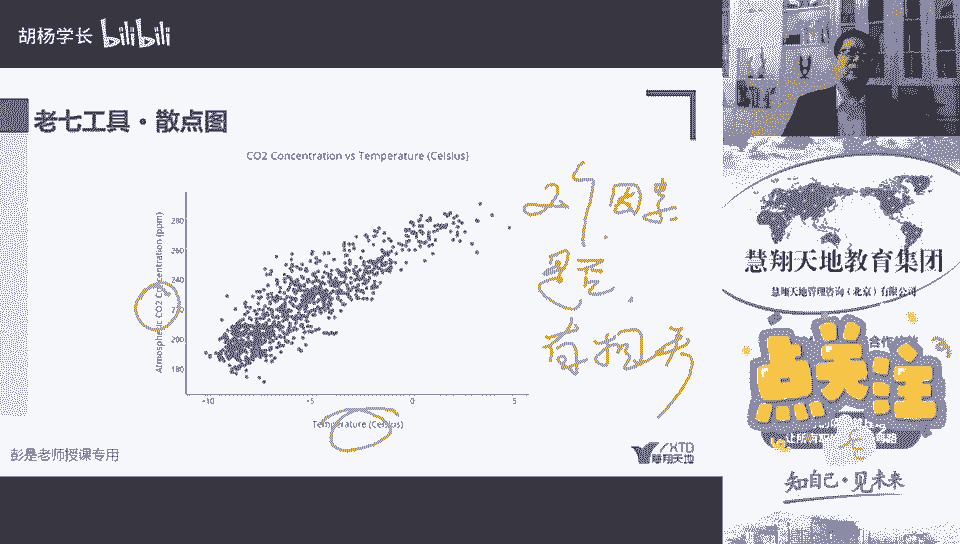 胡杨学长 bilibili
老七工具·散点图
CO2 Concentration vs Temperature (Celsius)
Atmospheric CO2 Concentration (ppm)
280
260
240
200
180
-10
-5
0
5
Temperature (Celsius)
2个因素
是否
有相关
彭是老师授课专用
/XTD
慧翔天地
慧翔天地教育集团
慧翔天地管理咨询(北京)有限公司
点关注
知自己·见未来